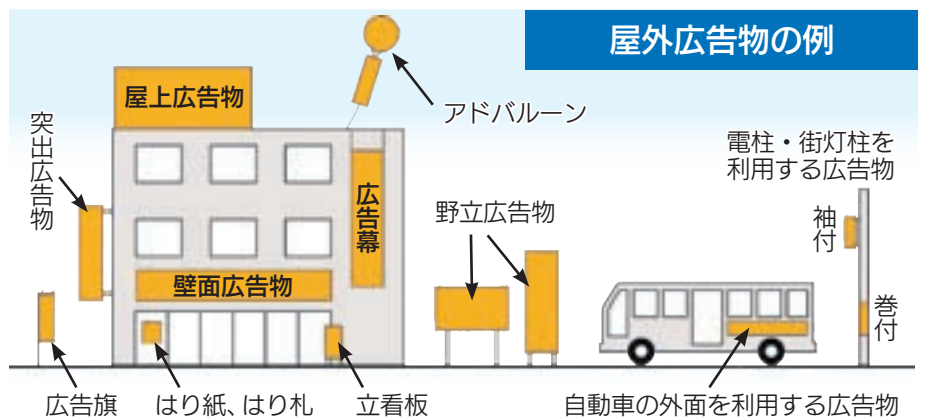 屋外広告物の例
屋上広告物
アドバルーン
突出広告物
広告幕
電柱・街灯柱を
利用する広告物
野立広告物
袖付
壁面広告物
巻付
広告旗
はり紙、はり札
立看板
自動車の外面を利用する広告物